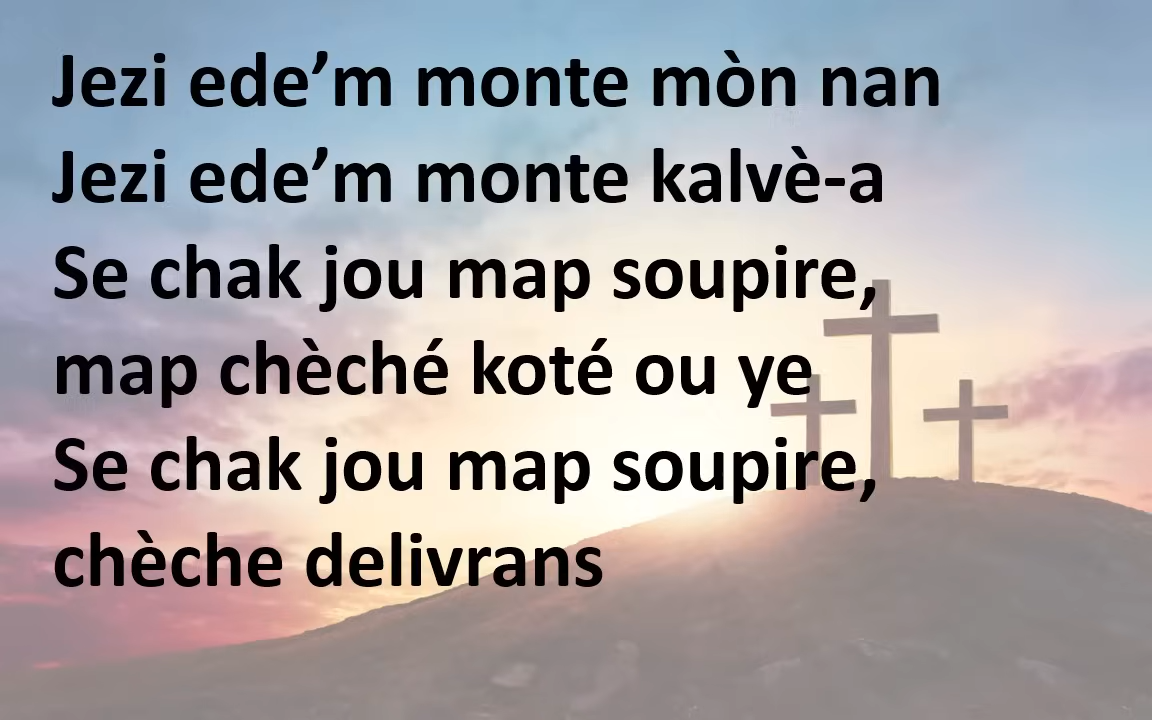 Jezi ede’m monte mòn nan
Jezi ede’m monte kalvè-a
Se chak jou map soupire,
map chèché koté ou ye
Se chak jou map soupire,
chèche delivrans